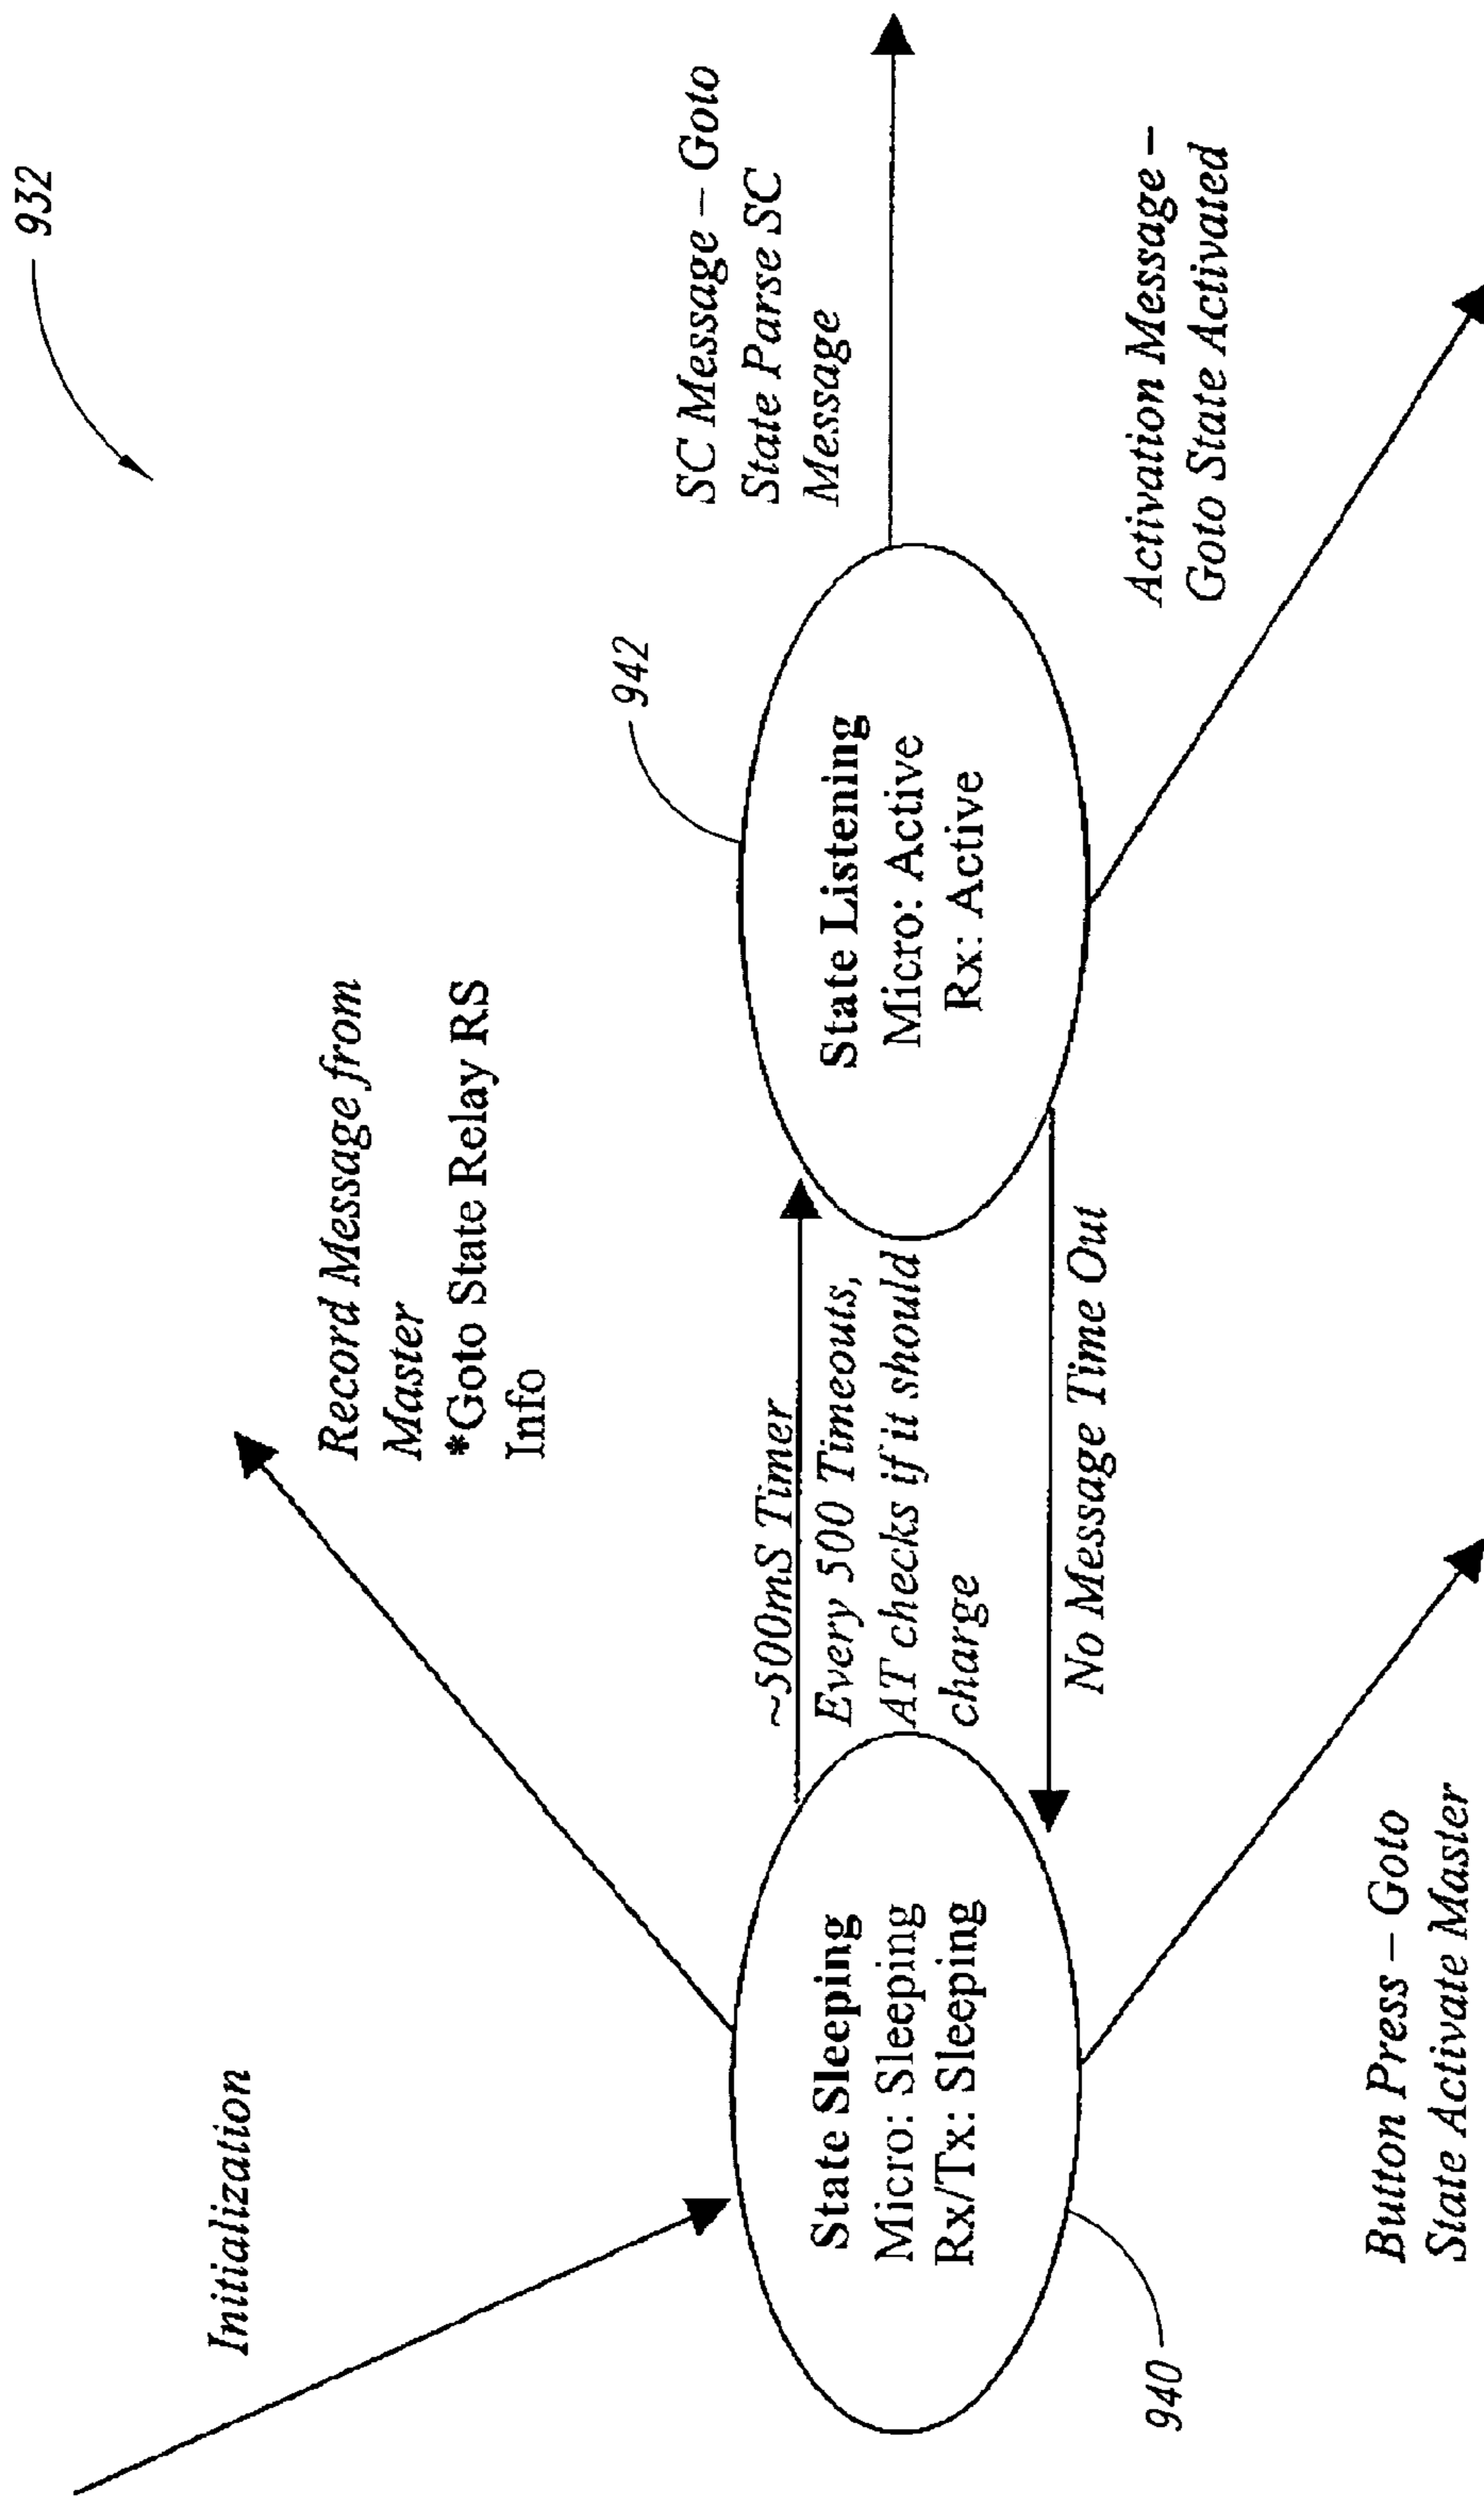 932
Initialization
Record Message from
Master
*Goto State Relay RS
Info
942
SC Message – Goto
State Parse SC
Message
~500mS Timer
Every 500 Timeouts,
AT checks if it should
charge
State Sleeping
Micro: Sleeping
Rx/Tx: Sleeping
State Listening
Micro: Active
Rx: Active
No Message Time Out
Activation Message –
Goto State Activated
940
Button Press – Goto
State Activate Master